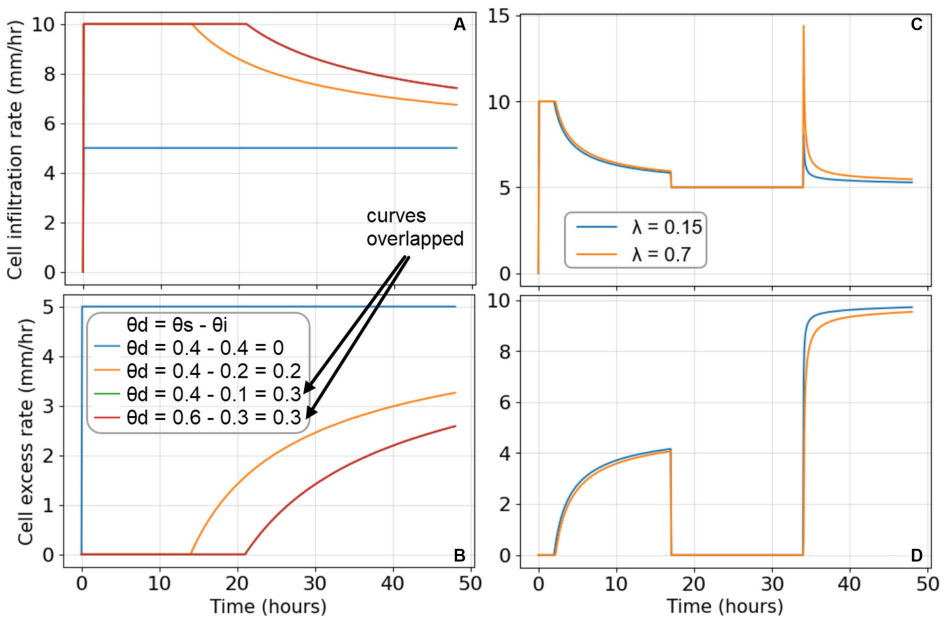 A
10
8
6
4
2
0
Cell infiltration rate (mm/hr)
curves
overlapped
C
15
10
5
0
λ = 0.15
λ = 0.7
5
4
3
2
1
0
Cell excess rate (mm/hr)
θd = θs - θi
θd = 0.4 - 0.4 = 0
θd = 0.4 - 0.2 = 0.2
θd = 0.4 - 0.1 = 0.3
θd = 0.6 - 0.3 = 0.3
B
0 10 20 30 40 50
Time (hours)
10
8
6
4
2
0
D
0 10 20 30 40 50
Time (hours)